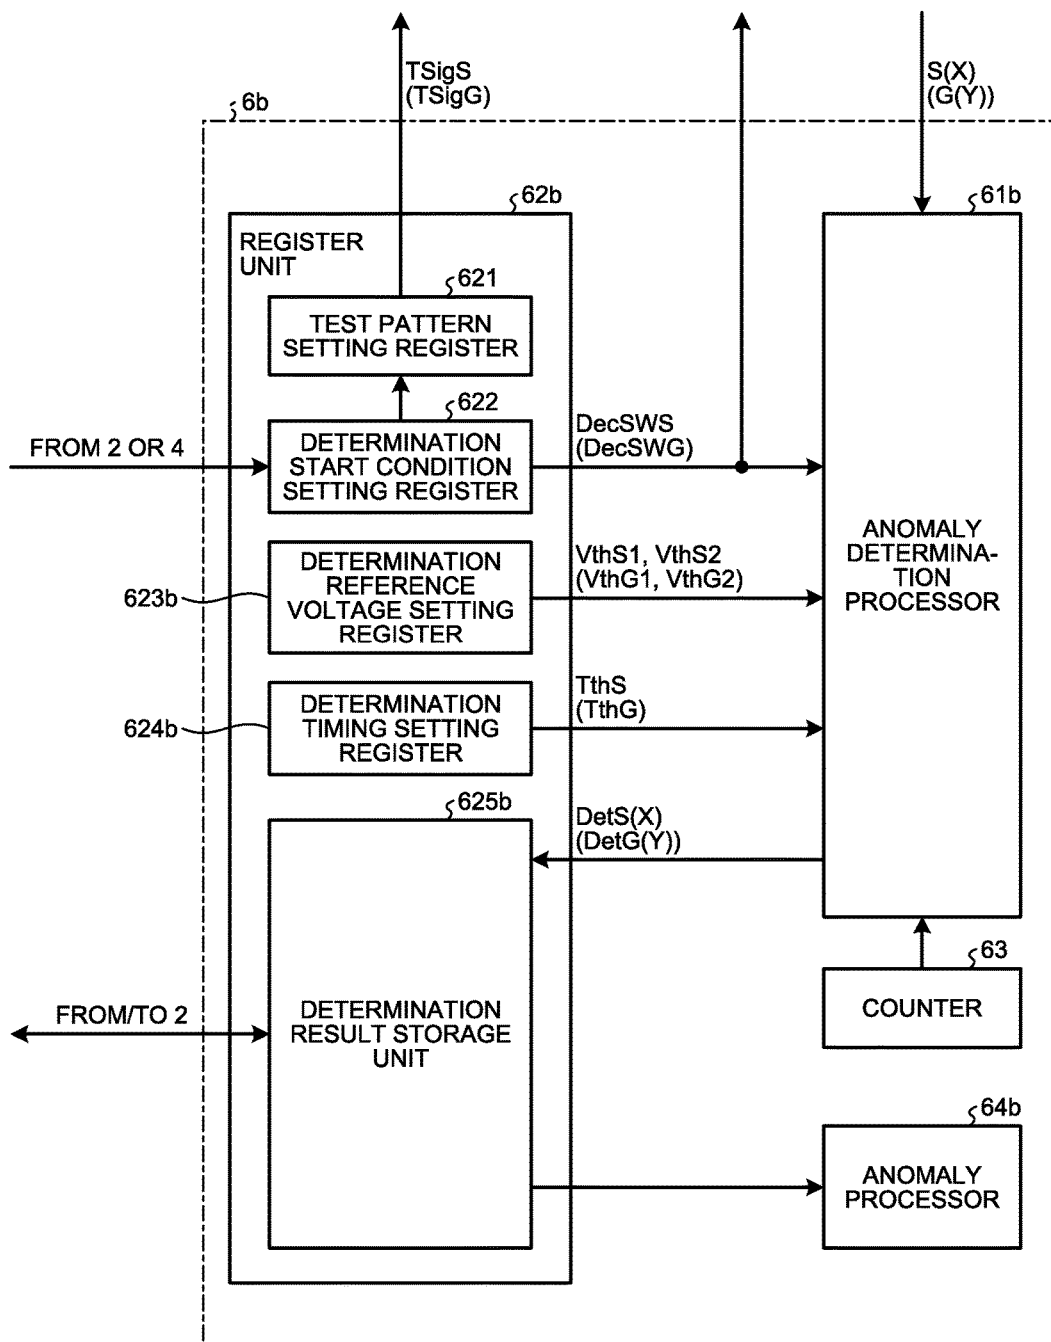 TSigS
(TSigG)
S(X)
(G(Y))
6b
62b
61b
REGISTER
UNIT
621
TEST PATTERN
SETTING REGISTER
622
FROM 2 OR 4
DETERMINATION
START CONDITION
SETTING REGISTER
DecSWS
(DecSWG)
ANOMALY
DETERMINA-
TION
PROCESSOR
623b
DETERMINATION
REFERENCE
VOLTAGE SETTING
REGISTER
VthS1, VthS2
(VthG1, VthG2)
624b
DETERMINATION
TIMING SETTING
REGISTER
TthS
(TthG)
625b
DetS(X)
(DetG(Y))
63
COUNTER
FROM/TO 2
DETERMINATION
RESULT STORAGE
UNIT
64b
ANOMALY
PROCESSOR